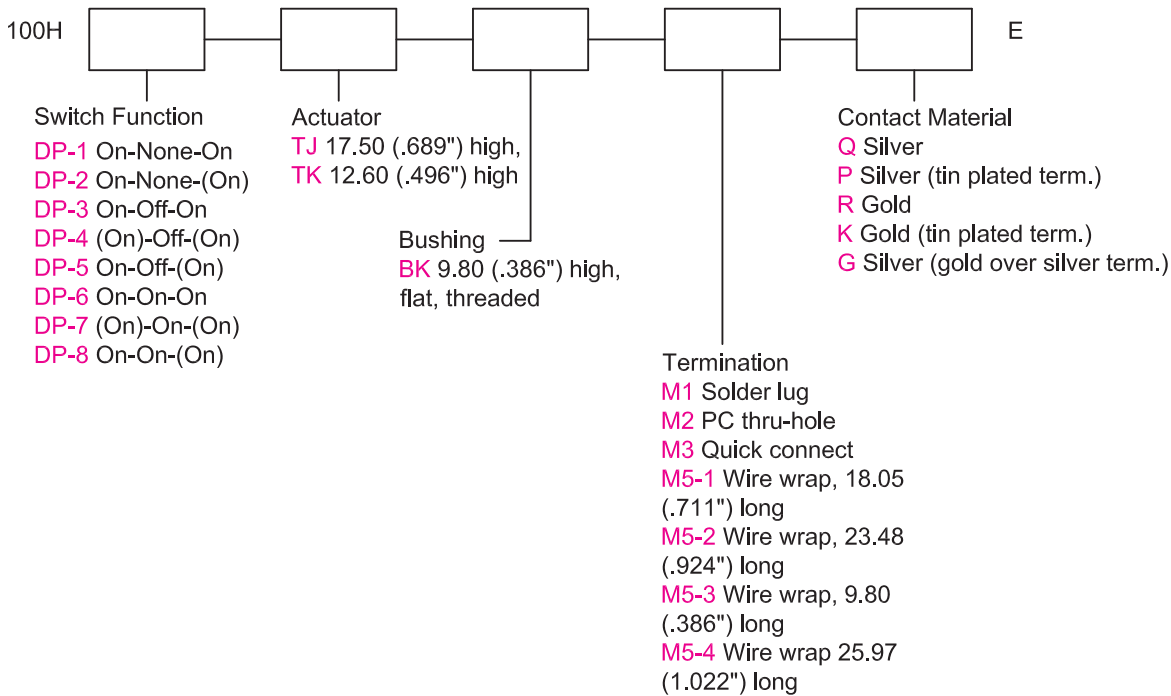 100H
E
Switch Function
DP-1 On-None-On
DP-2 On-None-(On)
DP-3 On-Off-On
DP-4 (On)-Off-(On)
DP-5 On-Off-(On)
DP-6 On-On-On
DP-7 (On)-On-(On)
DP-8 On-On-(On)
Actuator
TJ 17.50 (.689") high,
TK 12.60 (.496") high
Bushing
BK 9.80 (.386") high,
flat, threaded
Termination
M1 Solder lug
M2 PC thru-hole
M3 Quick connect
M5-1 Wire wrap, 18.05
(.711") long
M5-2 Wire wrap, 23.48
(.924") long
M5-3 Wire wrap, 9.80
(.386") long
M5-4 Wire wrap 25.97
(1.022") long
Contact Material
Q Silver
P Silver (tin plated term.)
R Gold
K Gold (tin plated term.)
G Silver (gold over silver term.)